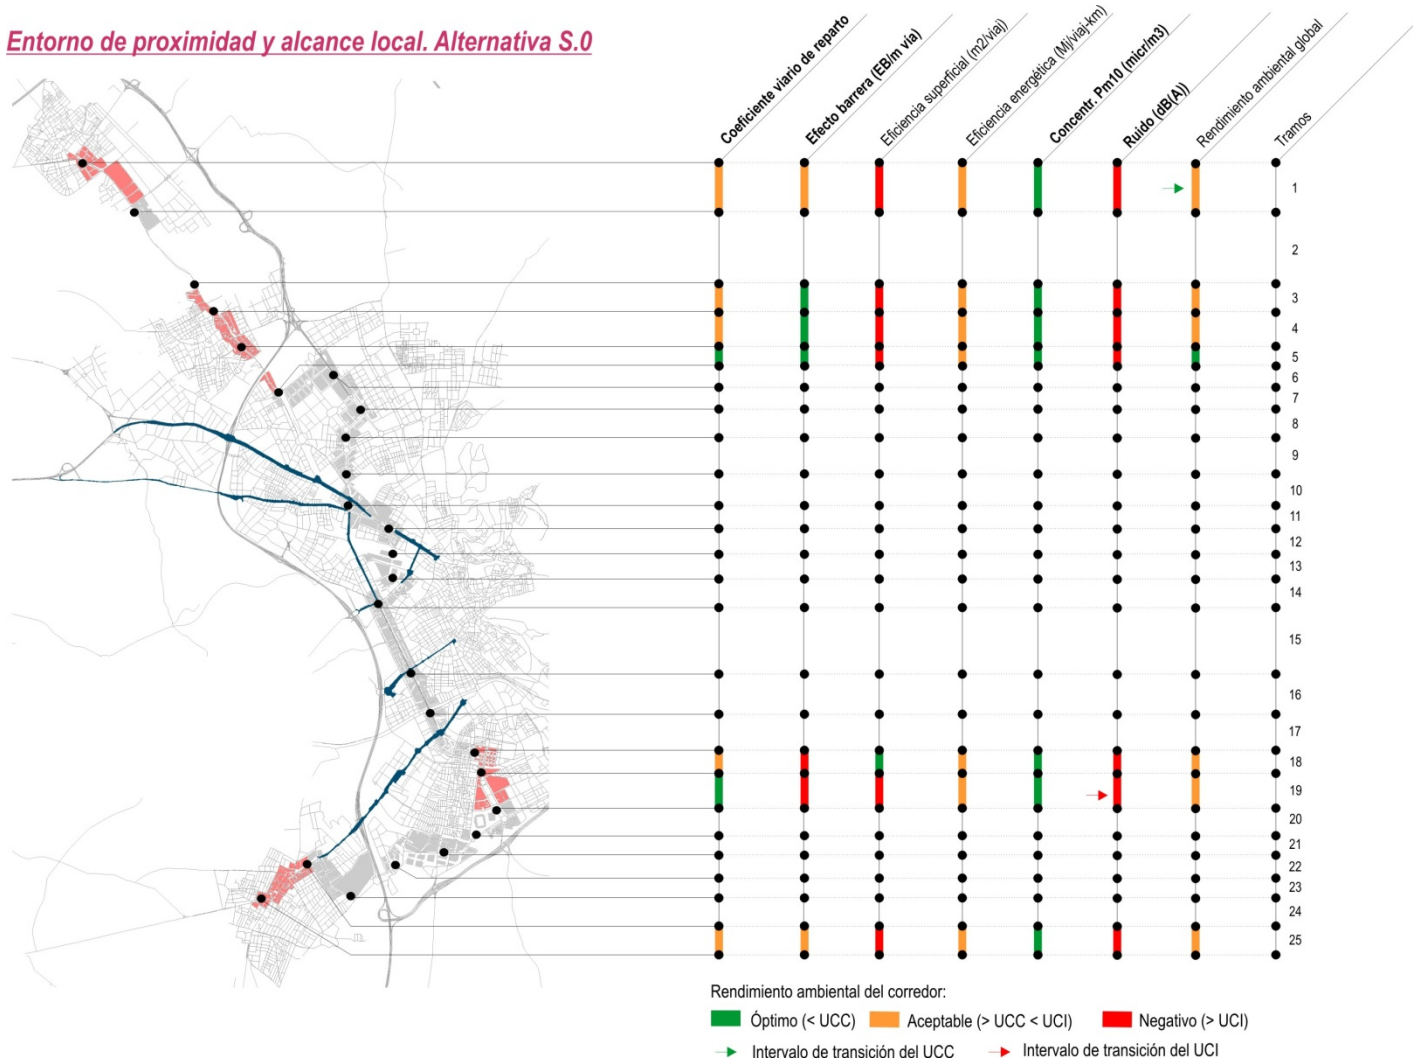 Entorno de proximidad y alcance local. Alternativa S.0
Coeficiente viario de reparto
Efecto barrera (EB/m vía)
Eficiencia superficial (m2/viaj)
Eficiencia energética (Mj/viaj-km)
Concentr. Pm10 (micr/m3)
Ruido (dB(A))
Rendimiento ambiental global
Tramos
1
2
3
4
5
6
7
8
9
10
11
12
13
14
15
16
17
18
19
20
21
22
23
24
25
Rendimiento ambiental del corredor:
Óptimo (< UCC) Aceptable (> UCC < UCI) Negativo (> UCI)
Intervalo de transición del UCC Intervalo de transición del UCI